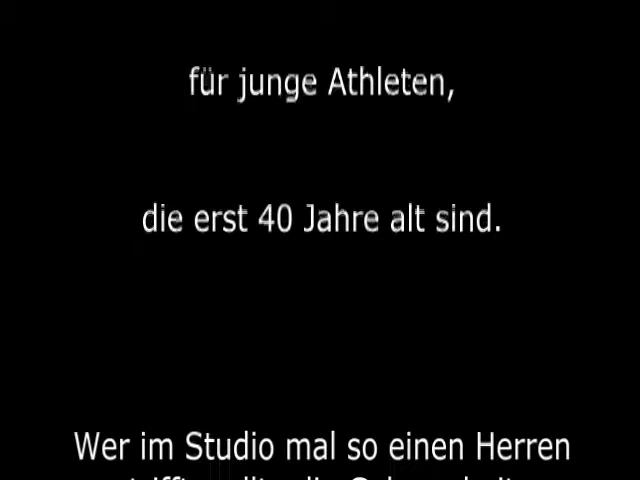 für junge Athleten,
die erst 40 Jahre alt sind.
Wer im Studio mal so einen Herren